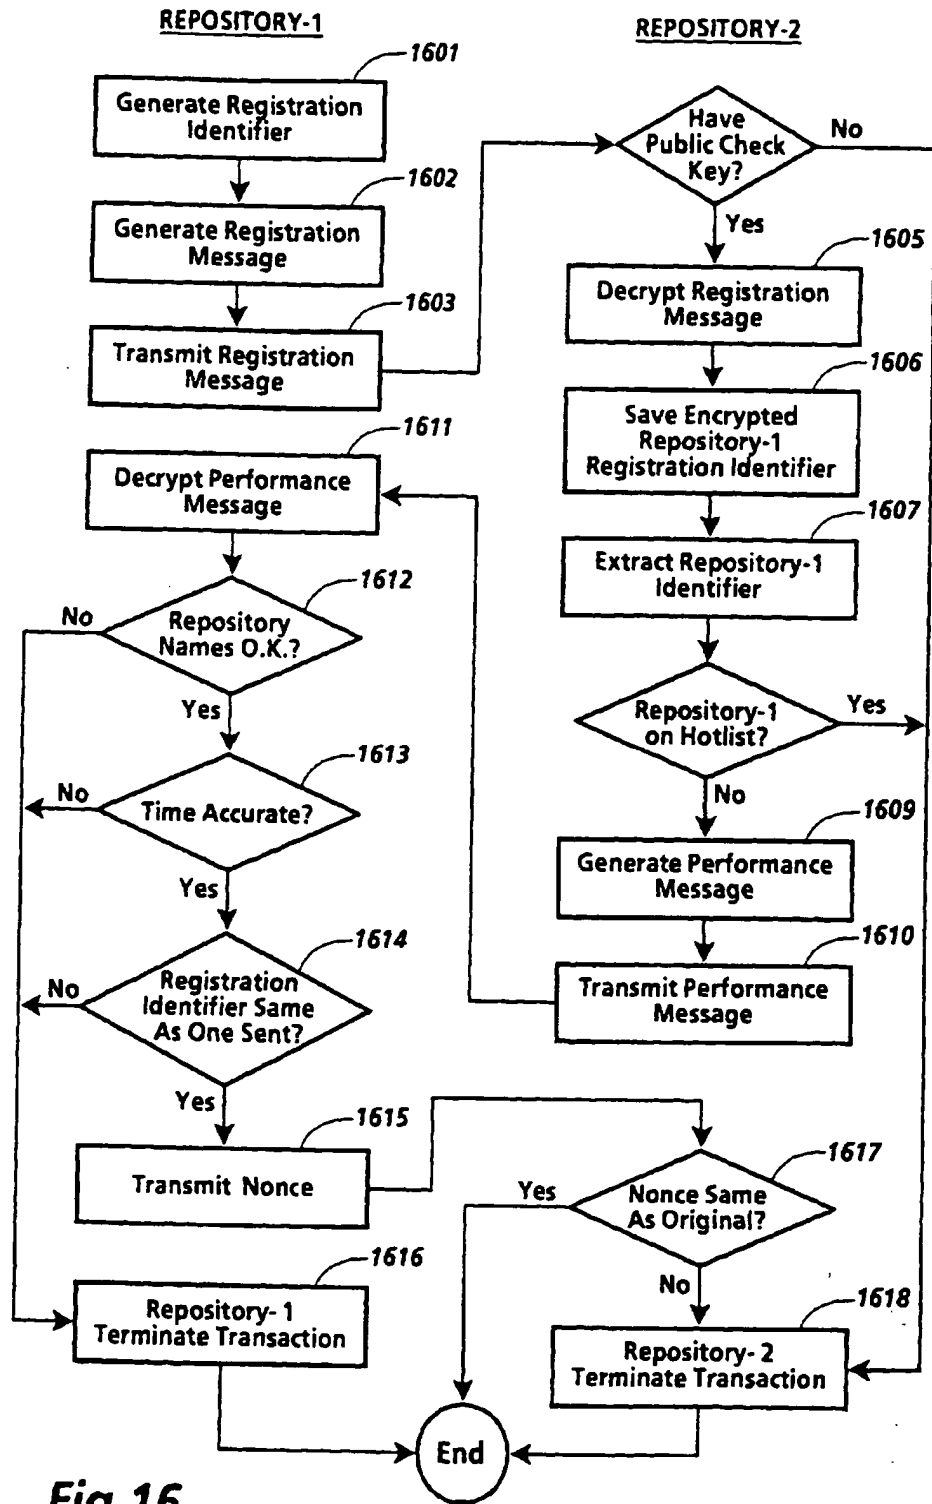 REPOSITORY-1
1601
Generate Registration
Identifier
1602
Generate Registration
Message
1603
Transmit Registration
Message
1611
Decrypt Performance
Message
1612
Repository
Names O.K.?
No
Yes
1613
Time Accurate?
No
Yes
1614
Registration
Identifier Same
As One Sent?
No
Yes
1615
Transmit Nonce
1616
Repository-1
Terminate Transaction
REPOSITORY-2
Have
Public Check
Key?
No
Yes
1605
Decrypt Registration
Message
1606
Save Encrypted
Repository-1
Registration Identifier
1607
Extract Repository-1
Identifier
Repository-1
on Hotlist?
Yes
No
1609
Generate Performance
Message
1610
Transmit Performance
Message
1617
Nonce Same
As Original?
Yes
No
1618
Repository-2
Terminate Transaction
End
Fig.16